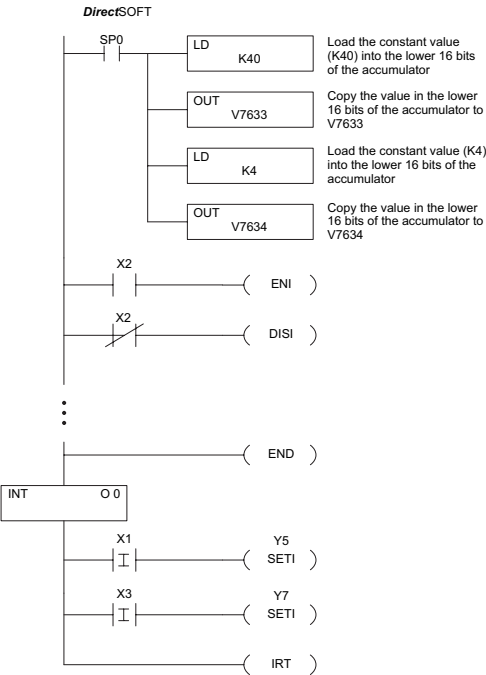 DirectSOFT
SP0
LD
K40
Load the constant value
(K40) into the lower 16 bits
of the accumulator
OUT
V7633
Copy the value in the lower
16 bits of the accumulator to
V7633
LD
K4
Load the constant value (K4)
into the lower 16 bits of the
accumulator
OUT
V7634
Copy the value in the lower
16 bits of the accumulator to
V7634
X2
ENI
X2
DISI
END
INT O 0
X1
Y5
SETI
X3
Y7
SETI
IRT